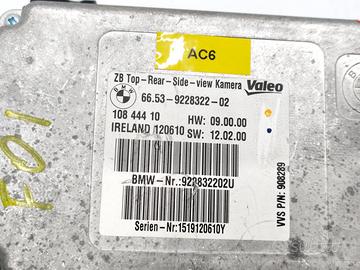 AC6
ZB Top-Rear-Side-view Kamera
Valeo
BMW
66.53-9228322-02
108 444 10
HW: 09.00.00
IRELAND 120610 SW: 12.02.00
BMW-Nr.:922832202U
Serien-Nr:1519120610Y
VVS P/N: 908289
F01